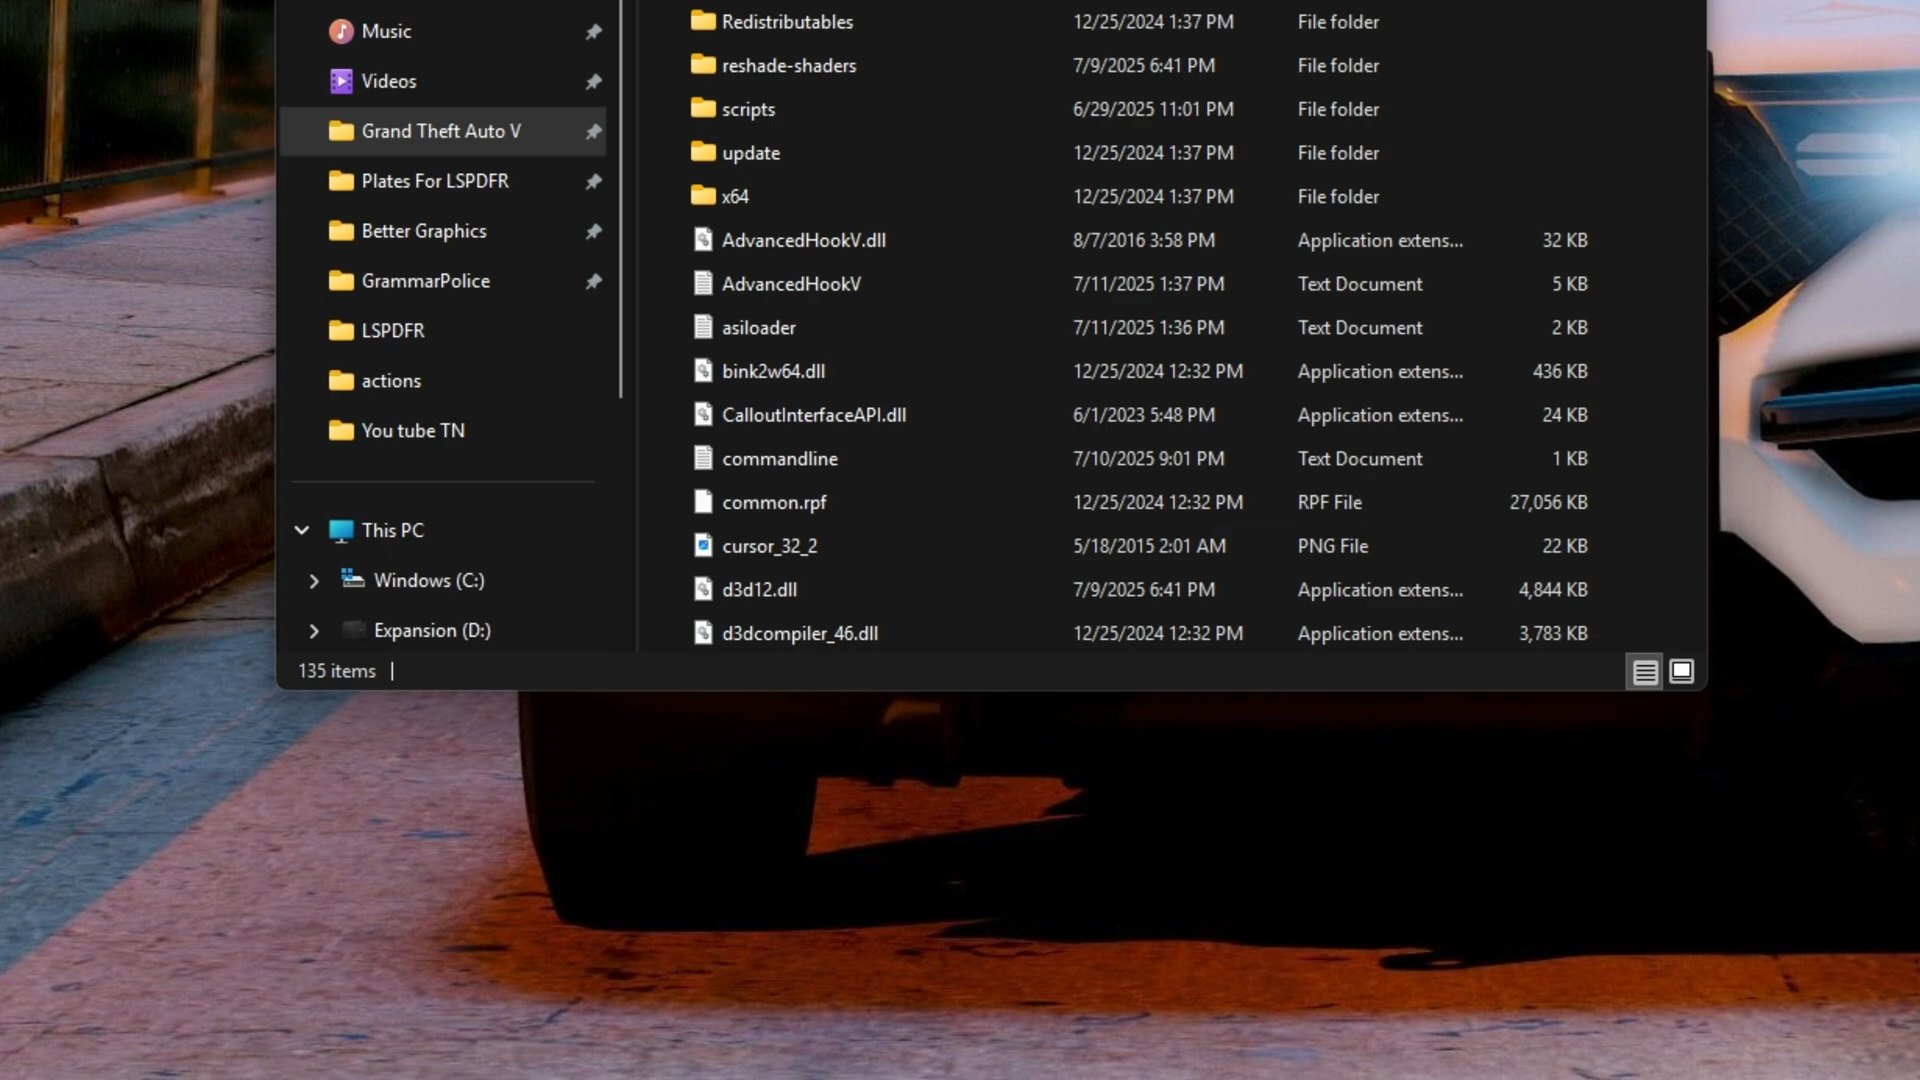 Music
Videos
Grand Theft Auto V
Plates For LSPDFR
Better Graphics
GrammarPolice
LSPDFR
actions
You tube TN
This PC
Windows (C:)
Expansion (D:)
Redistributables 12/25/2024 1:37 PM File folder
reshade-shaders 7/9/2025 6:41 PM File folder
scripts 6/29/2025 11:01 PM File folder
update 12/25/2024 1:37 PM File folder
x64 12/25/2024 1:37 PM File folder
AdvancedHookV.dll 8/7/2016 3:58 PM Application extens... 32 KB
AdvancedHookV 7/11/2025 1:37 PM Text Document 5 KB
asiloader 7/11/2025 1:36 PM Text Document 2 KB
bink2w64.dll 12/25/2024 12:32 PM Application extens... 436 KB
CalloutInterfaceAPI.dll 6/1/2023 5:48 PM Application extens... 24 KB
commandline 7/10/2025 9:01 PM Text Document 1 KB
common.rpf 12/25/2024 12:32 PM RPF File 27,056 KB
cursor_32_2 5/18/2015 2:01 AM PNG File 22 KB
d3d12.dll 7/9/2025 6:41 PM Application extens... 4,844 KB
d3dcompiler_46.dll 12/25/2024 12:32 PM Application extens... 3,783 KB
135 items